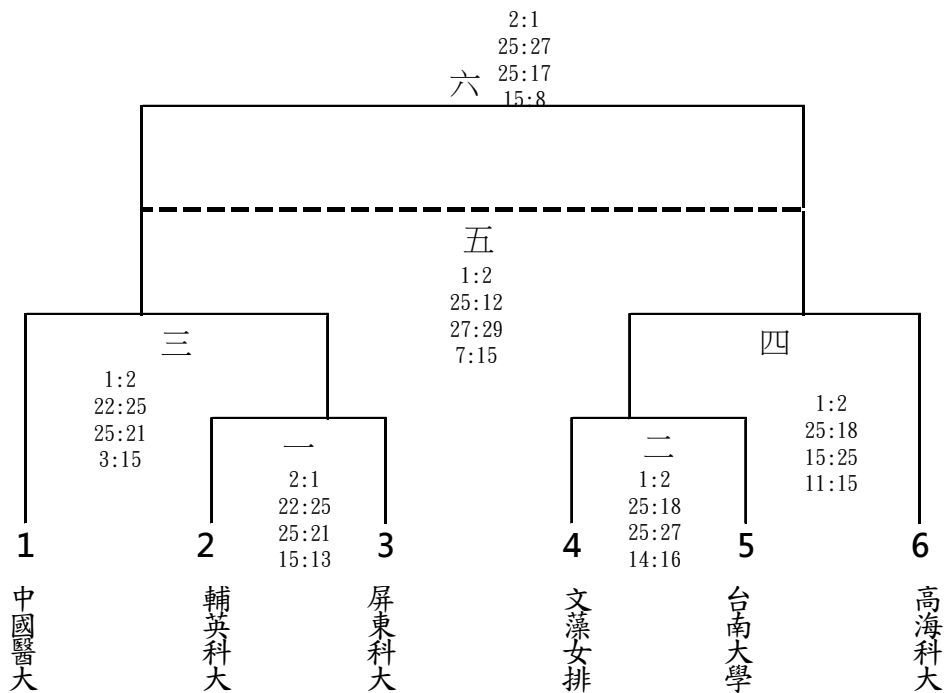 2:1
25:27
25:17
15:8
六
五
1:2
25:12
27:29
7:15
三
1:2
22:25
25:21
3:15
四
1:2
25:18
15:25
11:15
一
2:1
22:25
25:21
15:13
二
1:2
25:18
25:27
14:16
1
2
3
4
5
6
中國醫大
輔英科大
屏東科大
文藻女排
台南大學
高海科大